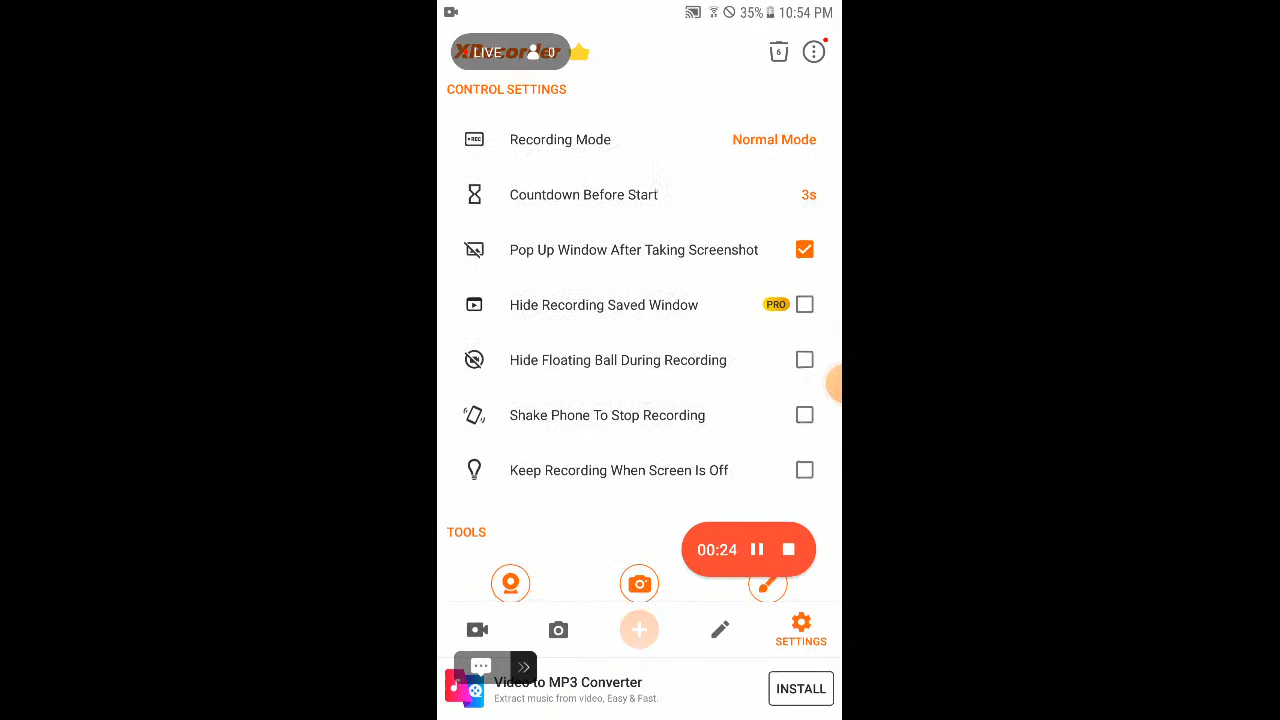 35% 10:54 PM
XRecorder
LIVE 0
6
CONTROL SETTINGS
REC Recording Mode Normal Mode
Countdown Before Start 3s
Pop Up Window After Taking Screenshot
Hide Recording Saved Window PRO
Hide Floating Ball During Recording
Shake Phone To Stop Recording
Keep Recording When Screen Is Off
TOOLS
00:24
SETTINGS
Video to MP3 Converter
Extract music from video, Easy & Fast.
INSTALL